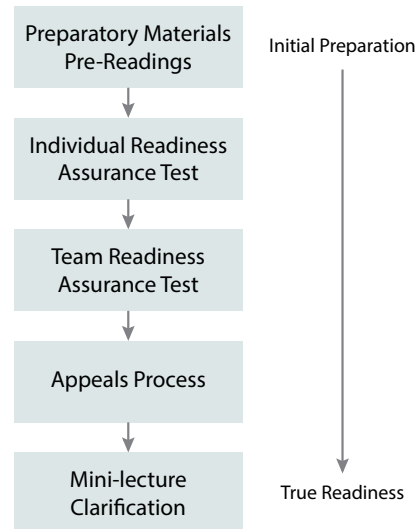 Preparatory Materials
Pre-Readings
Initial Preparation
Individual Readiness
Assurance Test
Team Readiness
Assurance Test
Appeals Process
Mini-lecture
Clarification
True Readiness